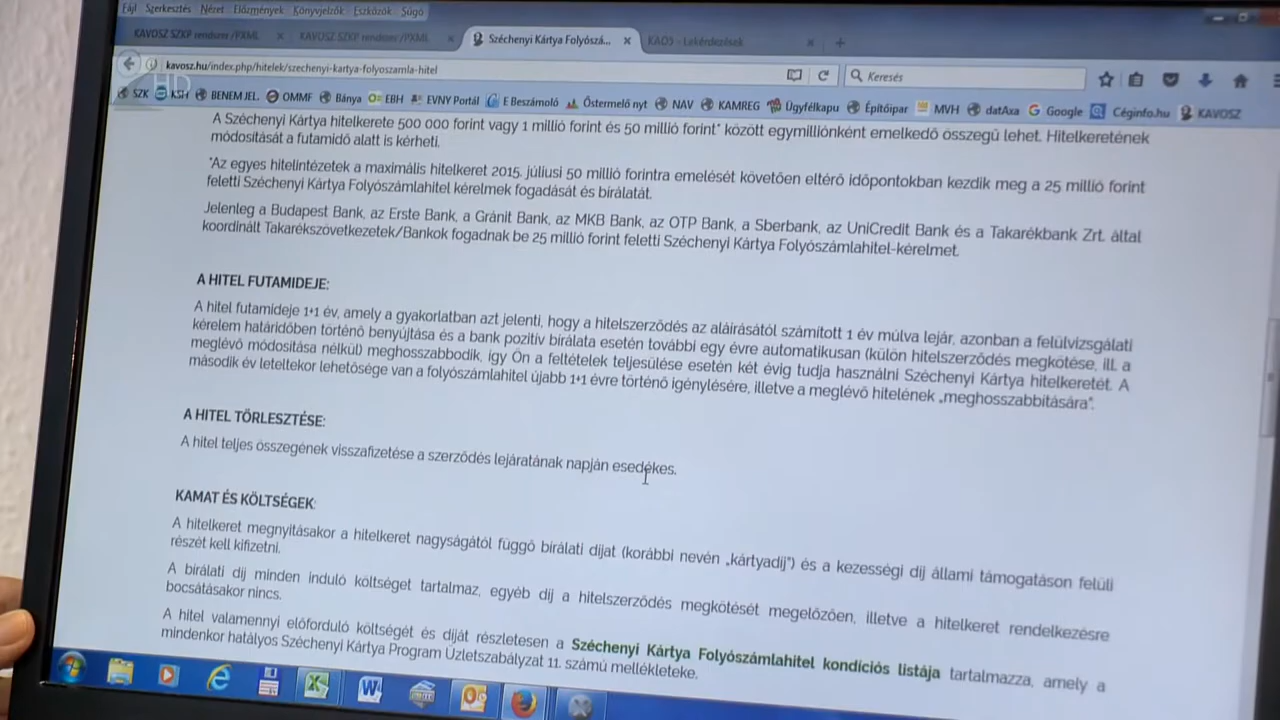 Fájl Szerkesztés Nézet Előzmények Könyvjelzők Eszközök Súgó
KAVOSZ SZKP rendszer /PXML
KAVOSZ SZKP rendszer /PXML
Széchenyi Kártya Folyószá...
KA03 - Lekérdezések
kavosz.hu/index.php/hitelek/szechenyi-kartya-folyoszamla-hitel
Keresés
HD
SZK KSH BENEM JEL. OMMF Bánya EBH EVNY Portál E Beszámoló Östermelő nyt NAV KAMREG Ügyfélkapu Építőipar MVH datAxa Google Céginfo.hu KAVOSZ
A Széchenyi Kártya hitelkerete 500 000 forint vagy 1 millió forint és 50 millió forint* között egymilliónként emelkedő összegű lehet. Hitelkeretének
módosítását a futamidő alatt is kérheti.
*Az egyes hitelintézetek a maximális hitelkeret 2015. júliusi 50 millió forintra emelését követően eltérő időpontokban kezdik meg a 25 millió forint
feletti Széchenyi Kártya Folyószámlahitel kérelmek fogadását és bírálatát.
Jelenleg a Budapest Bank, az Erste Bank, a Gránit Bank, az MKB Bank, az OTP Bank, a Sberbank, az UniCredit Bank és a Takarékbank Zrt. által
koordinált Takarékszövetkezetek/Bankok fogadnak be 25 millió forint feletti Széchenyi Kártya Folyószámlahitel-kérelmet.
A HITEL FUTAMIDEJE:
A hitel futamideje 1+1 év, amely a gyakorlatban azt jelenti, hogy a hitelszerződés az aláírásától számított 1 év múlva lejár, azonban a felülvizsgálati
kérelem határidőben történő benyújtása és a bank pozitív bírálata esetén további egy évre automatikusan (külön hitelszerződés megkötése, ill. a
meglévő módosítása nélkül) meghosszabbodik, így Ön a feltételek teljesülése esetén két évig tudja használni Széchenyi Kártya hitelkeretét. A
második év leteltekor lehetősége van a folyószámlahitel újabb 1+1 évre történő igénylésére, illetve a meglévő hitelének „meghosszabbítására".
A HITEL TÖRLESZTÉSE:
A hitel teljes összegének visszafizetése a szerződés lejáratának napján esedékes.
KAMAT ÉS KÖLTSÉGEK:
A hitelkeret megnyitásakor a hitelkeret nagyságától függő bírálati díjat (korábbi nevén „kártyadíj") és a kezességi díj állami támogatáson felüli
részét kell kifizetni.
A bírálati díj minden induló költséget tartalmaz, egyéb díj a hitelszerződés megkötését megelőzően, illetve a hitelkeret rendelkezésre
bocsátásakor nincs.
A hitel valamennyi előforduló költségét és díját részletesen a Széchenyi Kártya Folyószámlahitel kondíciós listája tartalmazza, amely a
mindenkor hatályos Széchenyi Kártya Program Üzletszabályzat 11. számú mellékleteke.